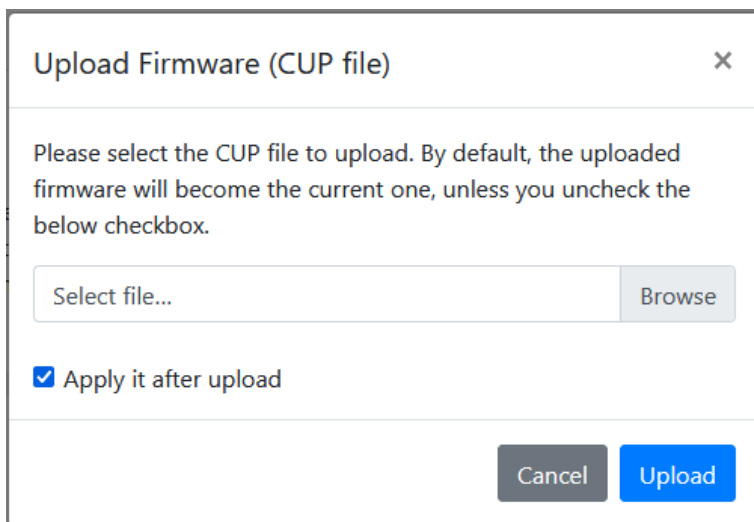 Upload Firmware (CUP file)
×
Please select the CUP file to upload. By default, the uploaded
firmware will become the current one, unless you uncheck the
below checkbox.
Select file...
Browse
Apply it after upload
Cancel
Upload